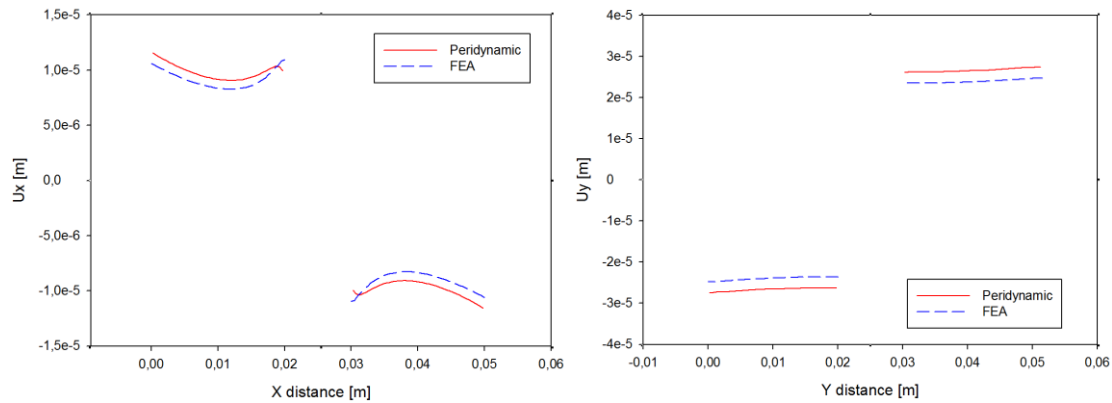 1,5e-5
1,0e-5
5,0e-6
0,0
-5,0e-6
-1,0e-5
-1,5e-5
Ux [m]
Peridynamic
FEA
0,00 0,01 0,02 0,03 0,04 0,05 0,06
X distance [m]
4e-5
3e-5
2e-5
1e-5
0
-1e-5
-2e-5
-3e-5
-4e-5
Uy [m]
Peridynamic
FEA
-0,01 0,00 0,01 0,02 0,03 0,04 0,05 0,06
Y distance [m]